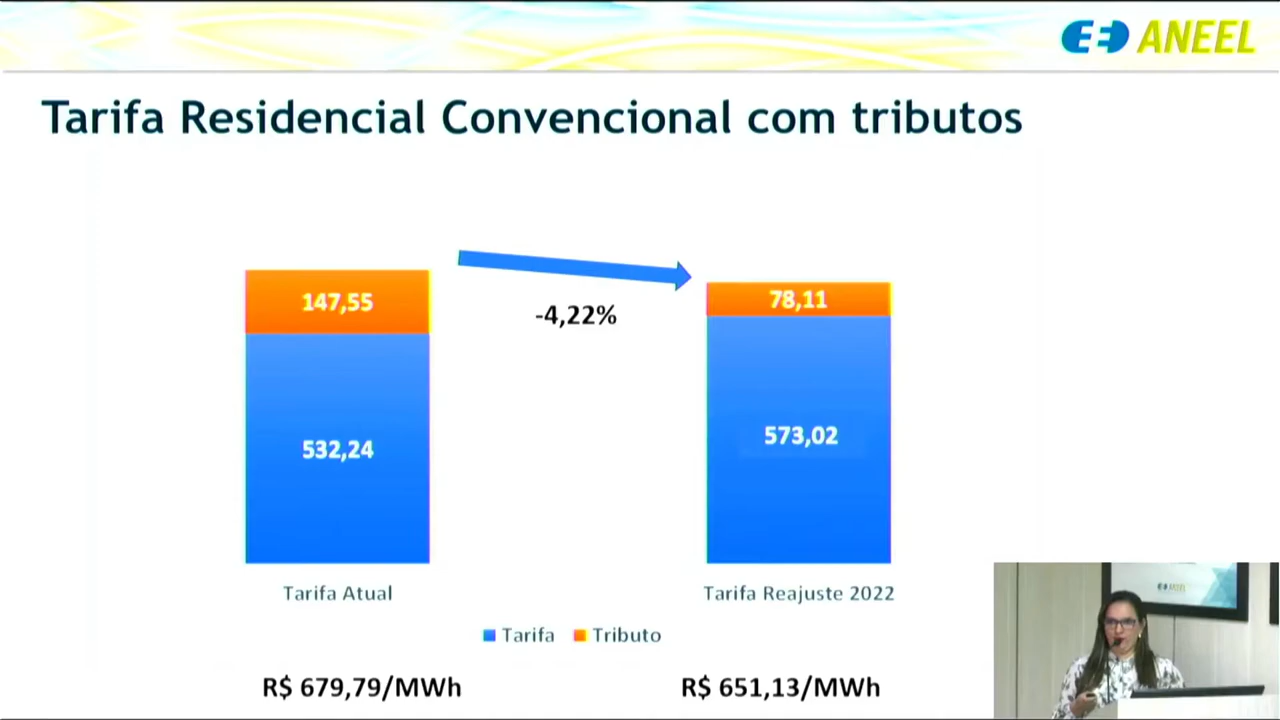 ANEEL
Tarifa Residencial Convencional com tributos
147,55
532,24
-4,22%
78,11
573,02
Tarifa Atual
Tarifa Reajuste 2022
Tarifa Tributo
R$ 679,79/MWh
R$ 651,13/MWh
ANEEL